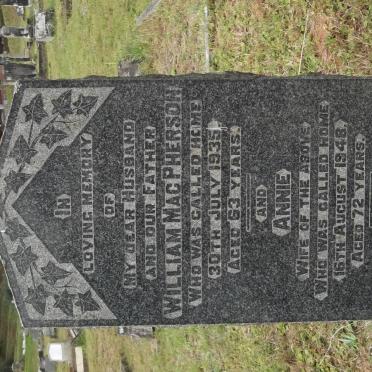 IN
LOVING MEMORY
OF
MY DEAR HUSBAND
AND OUR FATHER
WILLIAM MACPHERSON
WHO WAS CALLED HOME
30TH JULY 1935
AGED 63 YEARS.
AND
ANNIE
WIFE OF THE ABOVE
WHO WAS CALLED HOME
16TH AUGUST 1948.
AGED 72 YEARS.